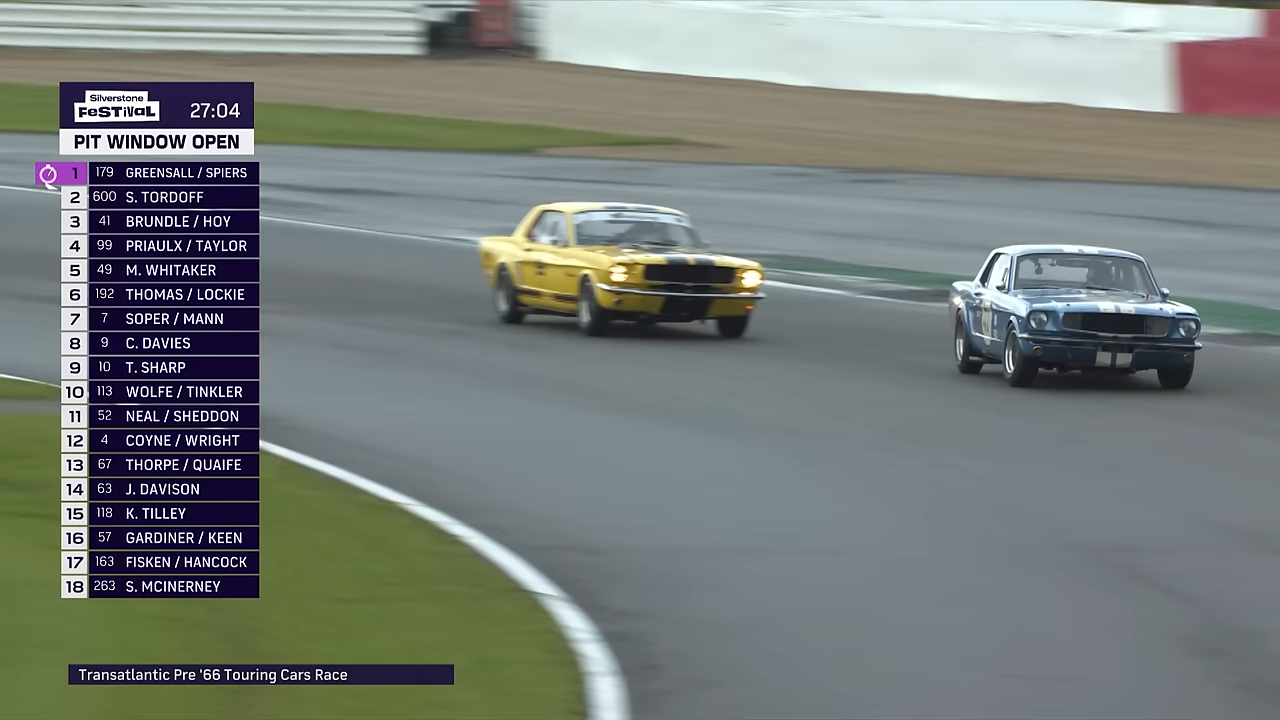 Silverstone
FeSTiVaL
27:04
PIT WINDOW OPEN
1 179 GREENSALL / SPIERS
2 600 S. TORDOFF
3 41 BRUNDLE / HOY
4 99 PRIAULX / TAYLOR
5 49 M. WHITAKER
6 192 THOMAS / LOCKIE
7 7 SOPER / MANN
8 9 C. DAVIES
9 10 T. SHARP
10 113 WOLFE / TINKLER
11 52 NEAL / SHEDDON
12 4 COYNE / WRIGHT
13 67 THORPE / QUAIFE
14 63 J. DAVISON
15 118 K. TILLEY
16 57 GARDINER / KEEN
17 163 FISKEN / HANCOCK
18 263 S. MCINERNEY
Transatlantic Pre '66 Touring Cars Race